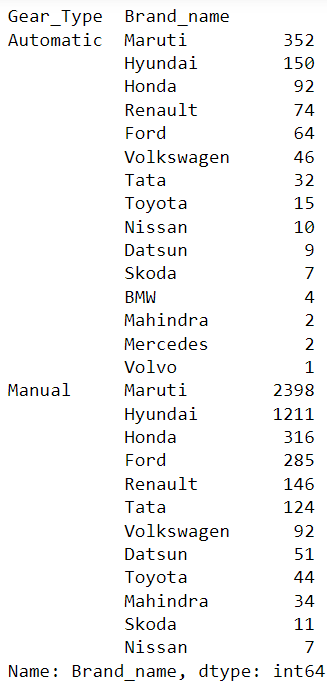 Gear_Type  Brand_name
Automatic  Maruti         352
           Hyundai        150
           Honda           92
           Renault         74
           Ford            64
           Volkswagen      46
           Tata            32
           Toyota          15
           Nissan          10
           Datsun           9
           Skoda            7
           BMW              4
           Mahindra         2
           Mercedes         2
           Volvo            1
Manual     Maruti        2398
           Hyundai       1211
           Honda          316
           Ford           285
           Renault        146
           Tata           124
           Volkswagen      92
           Datsun          51
           Toyota          44
           Mahindra        34
           Skoda           11
           Nissan           7
Name: Brand_name, dtype: int64